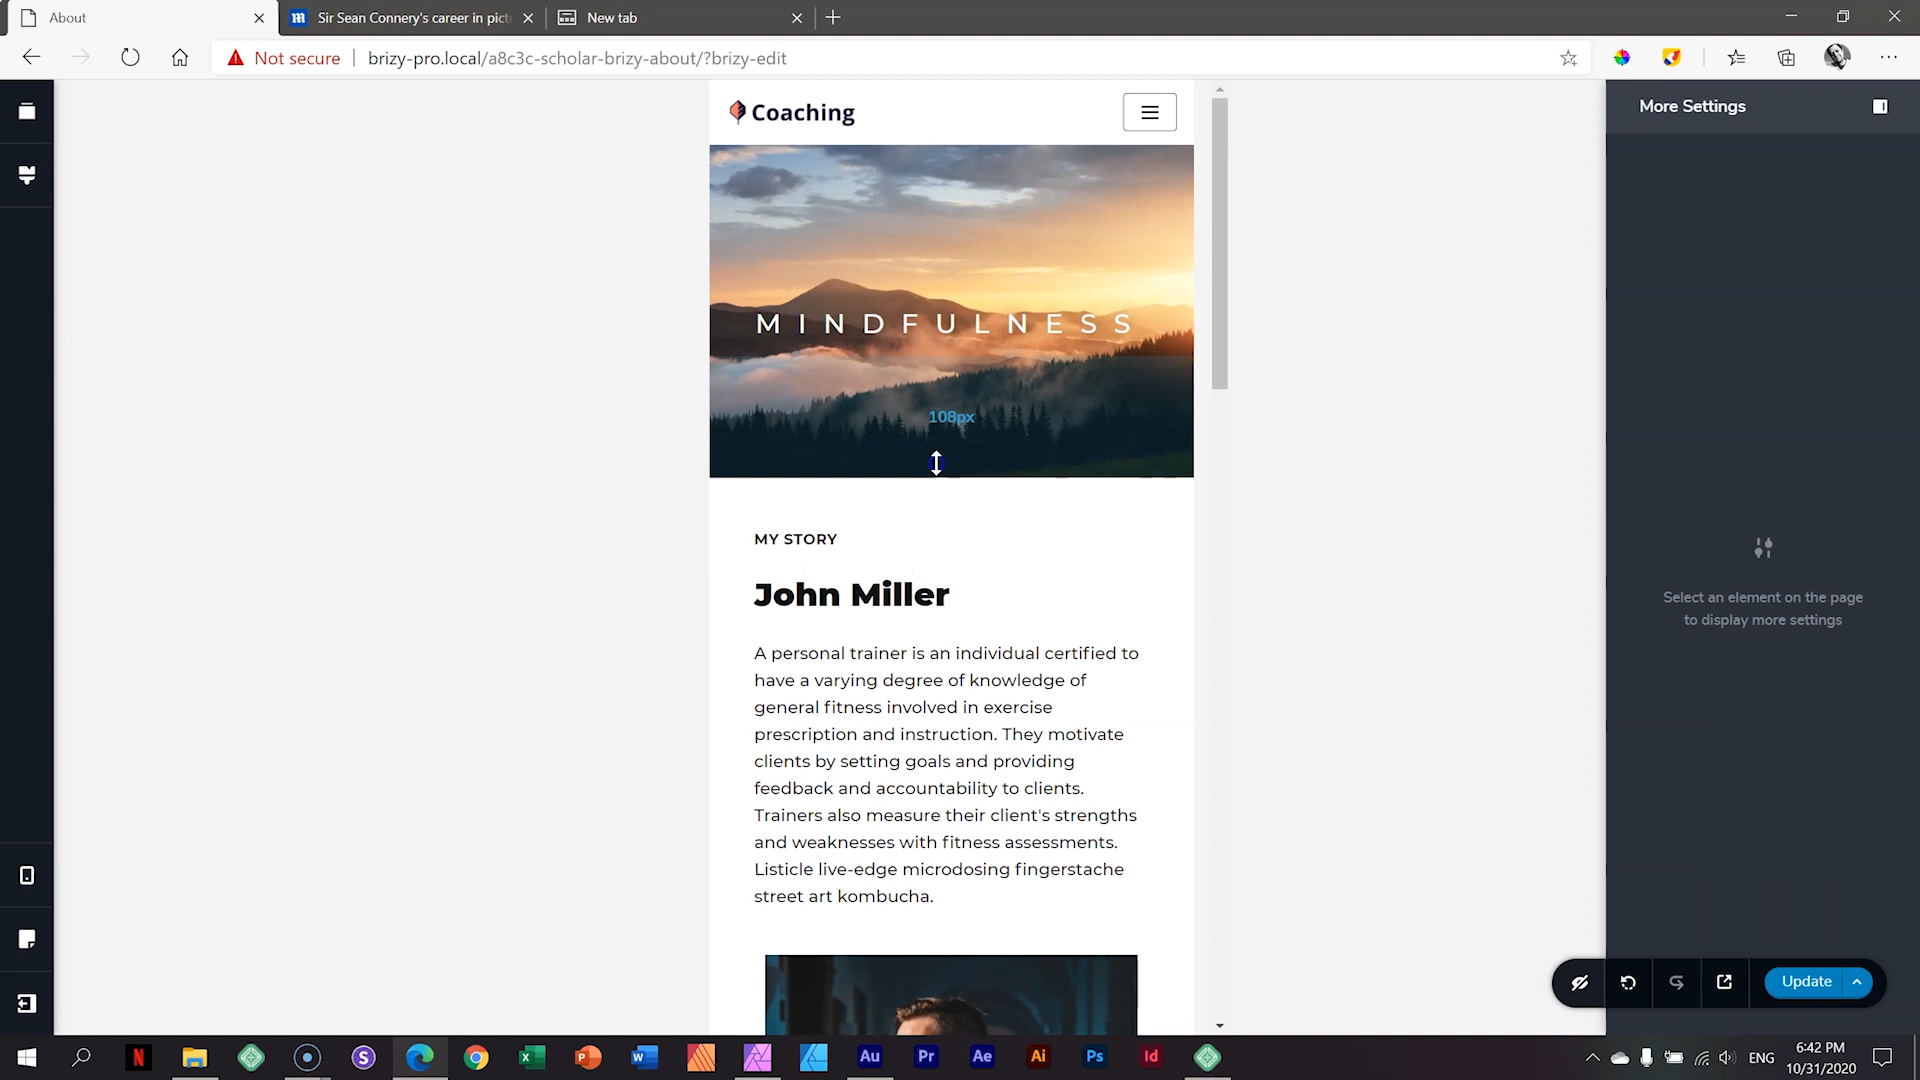 About
Sir Sean Connery's career in pict
New tab
Not secure
brizy-pro.local/a8c3c-scholar-brizy-about/?brizy-edit
Coaching
More Settings
MINDFULNESS
108px
MY STORY
John Miller
A personal trainer is an individual certified to
have a varying degree of knowledge of
general fitness involved in exercise
prescription and instruction. They motivate
clients by setting goals and providing
feedback and accountability to clients.
Trainers also measure their client's strengths
and weaknesses with fitness assessments.
Listicle live-edge microdosing fingerstache
street art kombucha.
Select an element on the page
to display more settings
Update
N
S
X
P
W
Au
Pr
Ae
Ai
Ps
Id
ENG
6:42 PM
10/31/2020